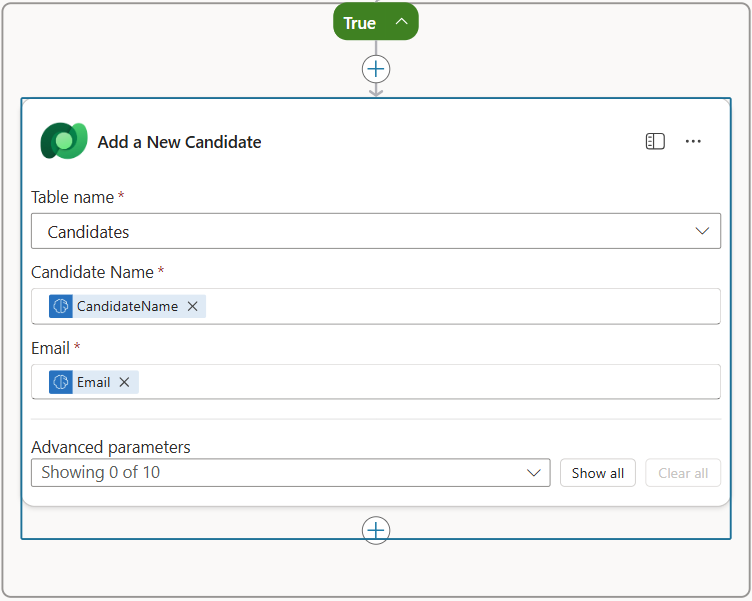 True
Add a New Candidate
Table name *
Candidates
Candidate Name *
CandidateName
Email *
Email
Advanced parameters
Showing 0 of 10 Show all Clear all